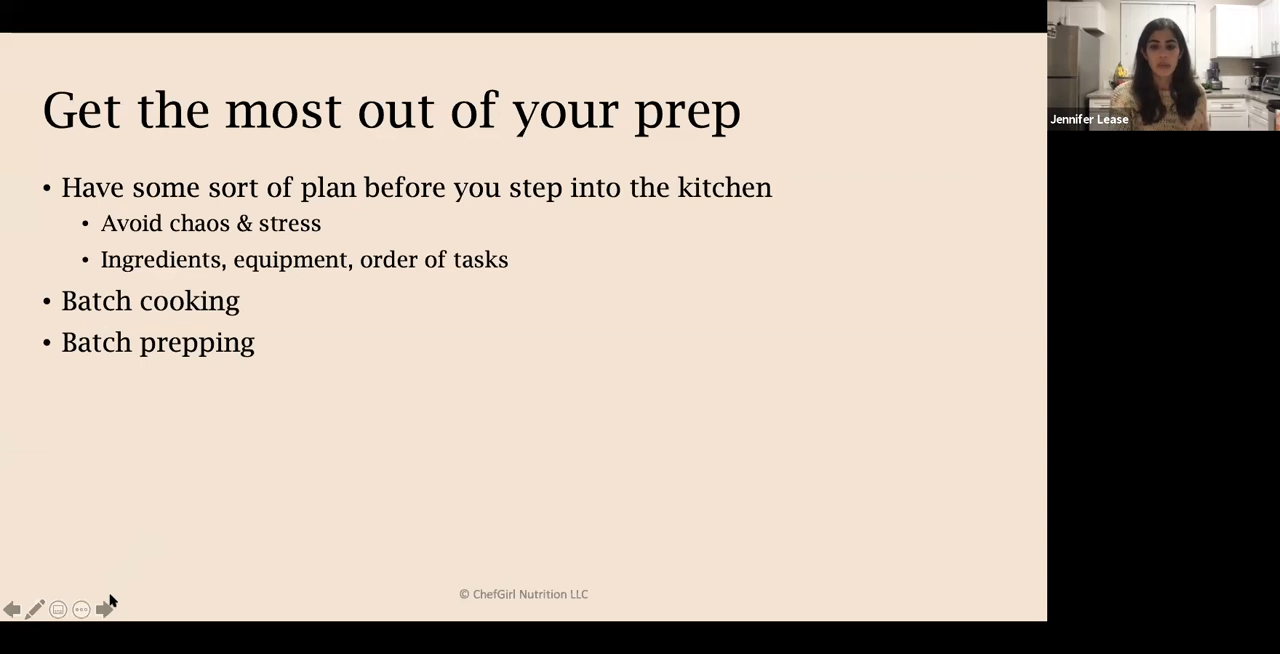 Get the most out of your prep
• Have some sort of plan before you step into the kitchen
• Avoid chaos & stress
• Ingredients, equipment, order of tasks
• Batch cooking
• Batch prepping
© ChefGirl Nutrition LLC
Jennifer Lease